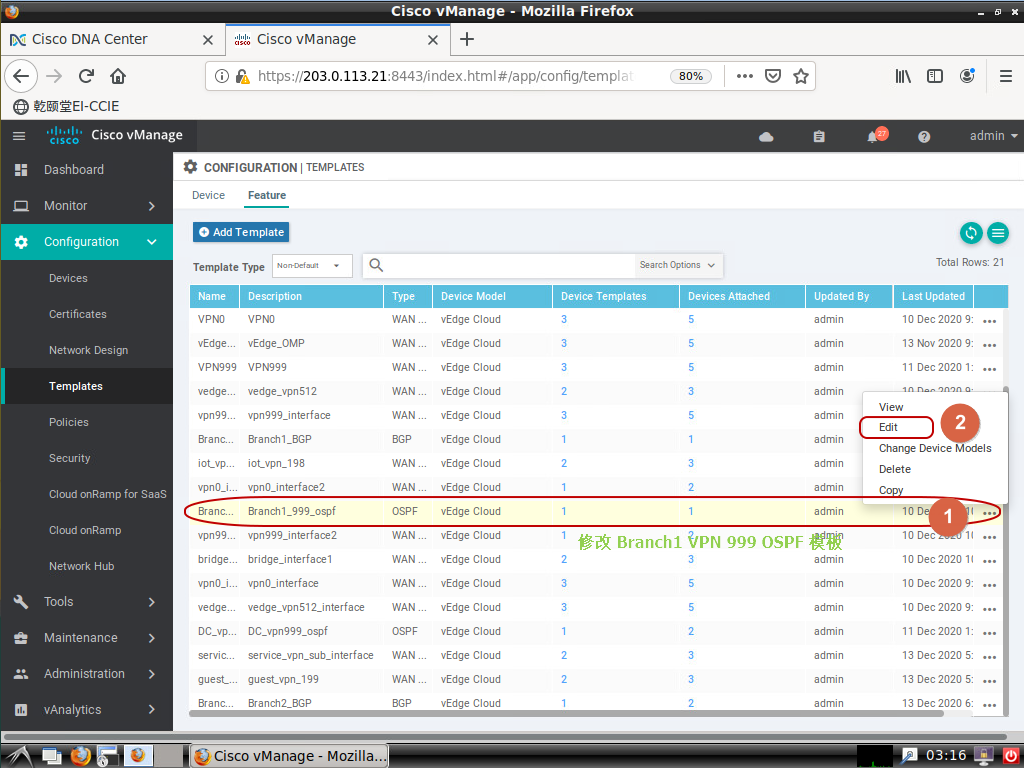 Cisco vManage - Mozilla Firefox
Cisco DNA Center
Cisco vManage
https://203.0.113.21:8443/index.html#/app/config/templat
80%
乾颐堂EI-CCIE
cisco Cisco vManage
27
admin
Dashboard
Monitor
Configuration
Devices
Certificates
Network Design
Templates
Policies
Security
Cloud onRamp for SaaS
Cloud onRamp
Network Hub
Tools
Maintenance
Administration
vAnalytics
CONFIGURATION | TEMPLATES
Device Feature
Add Template
Template Type Non-Default Search Options
Total Rows: 21
Name Description Type Device Model Device Templates Devices Attached Updated By Last Updated
VPN0 VPN0 WAN ... vEdge Cloud 3 5 admin 10 Dec 2020 9:
vEdge... vEdge_OMP WAN ... vEdge Cloud 3 5 admin 13 Nov 2020 9:
VPN999 VPN999 WAN ... vEdge Cloud 3 5 admin 11 Dec 2020 1:
vedge... vedge_vpn512 WAN ... vEdge Cloud 2 3 admin 10 Dec 2020 9:
vpn99... vpn999_interface WAN ... vEdge Cloud 3 5 admin
Branc... Branch1_BGP BGP vEdge Cloud 1 1 admin
iot_vp... iot_vpn_198 WAN ... vEdge Cloud 2 3 admin
vpn0_i... vpn0_interface2 WAN ... vEdge Cloud 1 2 admin
Branc... Branch1_999_ospf OSPF vEdge Cloud 1 1 admin 10 De
vpn99... vpn999_interface2 WAN ... vEdge Cloud 1 2 admin 10 Dec 2020 10
bridge... bridge_interface1 WAN ... vEdge Cloud 2 3 admin 10 Dec 2020 10
vpn0_i... vpn0_interface WAN ... vEdge Cloud 3 5 admin 10 Dec 2020 9:
vedge... vedge_vpn512_interface WAN ... vEdge Cloud 3 5 admin 10 Dec 2020 9:
DC_vp... DC_vpn999_ospf OSPF vEdge Cloud 1 2 admin 11 Dec 2020 1:
servic... service_vpn_sub_interface WAN ... vEdge Cloud 2 3 admin 13 Dec 2020 5:
guest_... guest_vpn_199 WAN ... vEdge Cloud 2 3 admin 13 Dec 2020 5:
Branc... Branch2_BGP BGP vEdge Cloud 1 2 admin 13 Dec 2020 6:
View
Edit
Change Device Models
Delete
Copy
2
1
修改 Branch1 VPN 999 OSPF 模板
Cisco vManage - Mozilla...
03:16